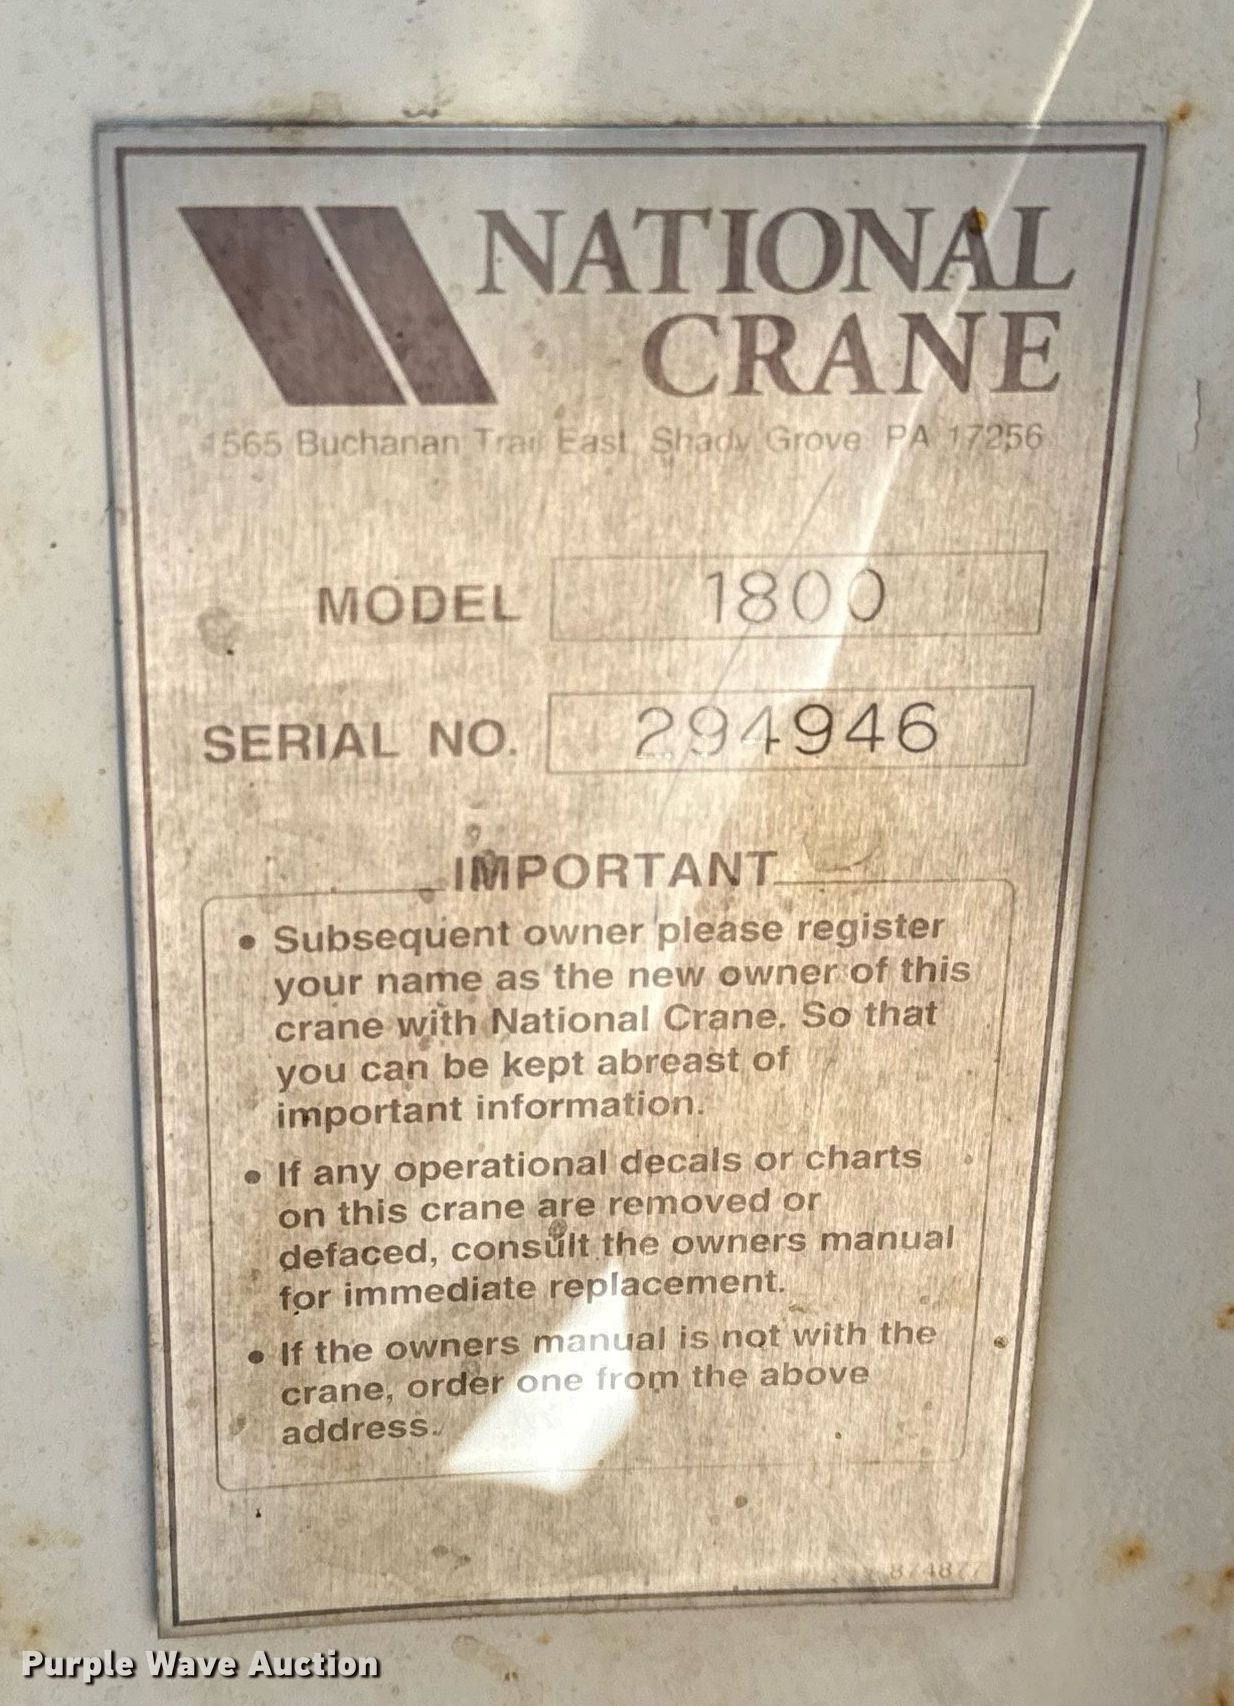 NATIONAL
CRANE
1565 Buchanan Trail East, Shady Grove PA 17256
MODEL 1800
SERIAL NO. 294946
IMPORTANT
• Subsequent owner please register
your name as the new owner of this
crane with National Crane. So that
you can be kept abreast of
important information.
• If any operational decals or charts
on this crane are removed or
defaced, consult the owners manual
for immediate replacement.
• If the owners manual is not with the
crane, order one from the above
address.
Purple Wave Auction